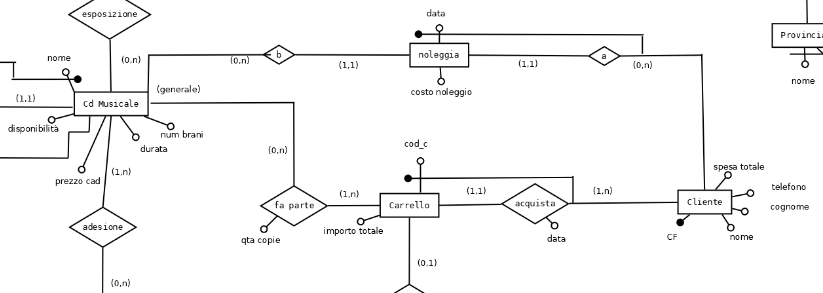 esposizione
data
nome
(0,n)
(0,n)
b
(1,1)
noleggia
(1,1)
a
(0,n)
nome
(1,1)
Cd Musicale
(generale)
costo noleggio
disponibilità
num brani
durata
prezzo cad
(1,n)
(0,n)
cod_c
spesa totale
telefono
cognome
nome
CF
Cliente
(1,n)
acquista
data
(1,1)
Carrello
(1,n)
fa parte
qta copie
importo totale
adesione
(0,1)
(0,n)